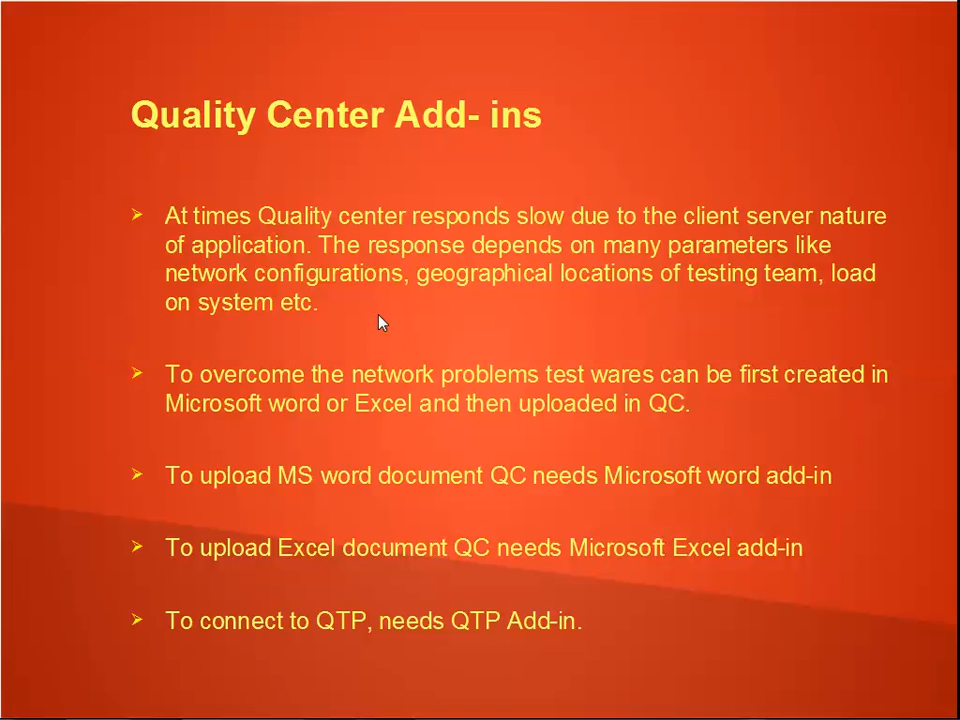 Quality Center Add- ins
➢ At times Quality center responds slow due to the client server nature
of application. The response depends on many parameters like
network configurations, geographical locations of testing team, load
on system etc.
➢ To overcome the network problems test wares can be first created in
Microsoft word or Excel and then uploaded in QC.
➢ To upload MS word document QC needs Microsoft word add-in
➢ To upload Excel document QC needs Microsoft Excel add-in
➢ To connect to QTP, needs QTP Add-in.